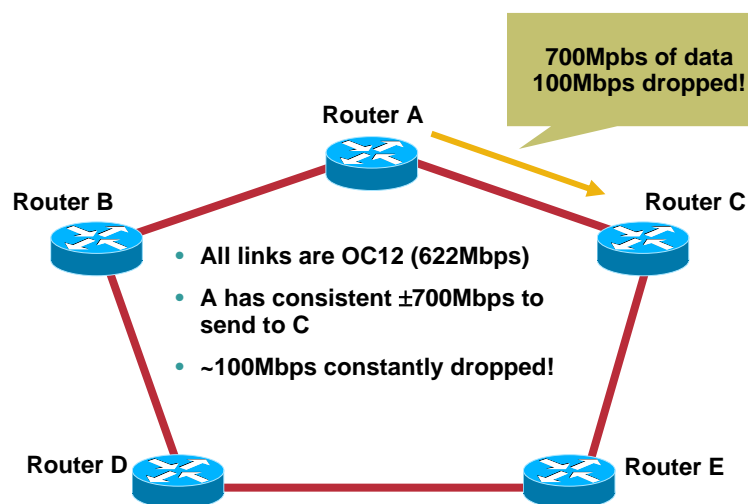 700Mpbs of data
100Mbps dropped!
Router A
Router B
Router C
• All links are OC12 (622Mbps)
• A has consistent ±700Mbps to
send to C
• ~100Mbps constantly dropped!
Router D
Router E